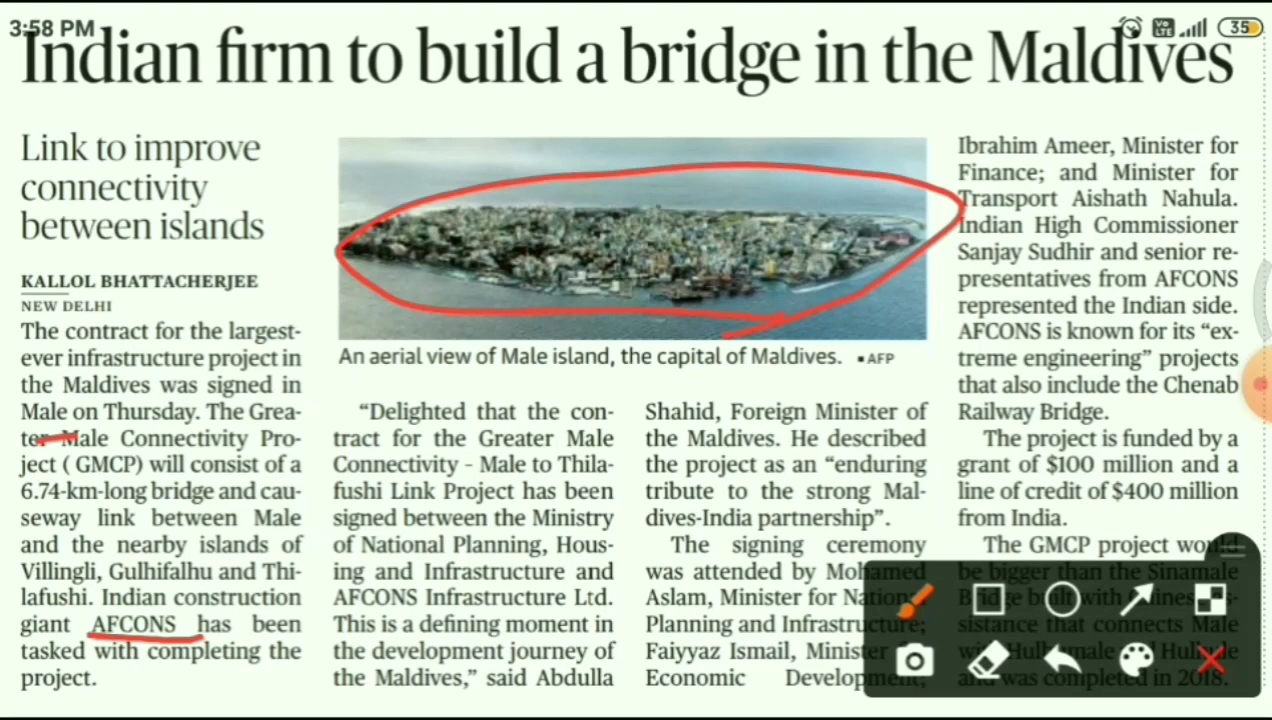 3:58 PM
Vo
LTE
35
Indian firm to build a bridge in the Maldives
Link to improve
connectivity
between islands
KALLOL BHATTACHERJEE
NEW DELHI
The contract for the largest-
ever infrastructure project in
the Maldives was signed in
Male on Thursday. The Grea-
ter Male Connectivity Pro-
ject ( GMCP) will consist of a
6.74-km-long bridge and cau-
seway link between Male
and the nearby islands of
Villingli, Gulhifalhu and Thi-
lafushi. Indian construction
giant AFCONS has been
tasked with completing the
project.
An aerial view of Male island, the capital of Maldives. ▪ AFP
“Delighted that the con-
tract for the Greater Male
Connectivity - Male to Thila-
fushi Link Project has been
signed between the Ministry
of National Planning, Hous-
ing and Infrastructure and
AFCONS Infrastructure Ltd.
This is a defining moment in
the development journey of
the Maldives,” said Abdulla
Shahid, Foreign Minister of
the Maldives. He described
the project as an “enduring
tribute to the strong Mal-
dives-India partnership”.
The signing ceremony
was attended by Mohamed
Aslam, Minister for National
Planning and Infrastructure;
Faiyyaz Ismail, Minister
Economic Development;
Ibrahim Ameer, Minister for
Finance; and Minister for
Transport Aishath Nahula.
Indian High Commissioner
Sanjay Sudhir and senior re-
presentatives from AFCONS
represented the Indian side.
AFCONS is known for its “ex-
treme engineering” projects
that also include the Chenab
Railway Bridge.
The project is funded by a
grant of $100 million and a
line of credit of $400 million
from India.
The GMCP project would
be bigger than the Sinamale
Bridge built with
sistance that connects Male
and was completed in 2018.